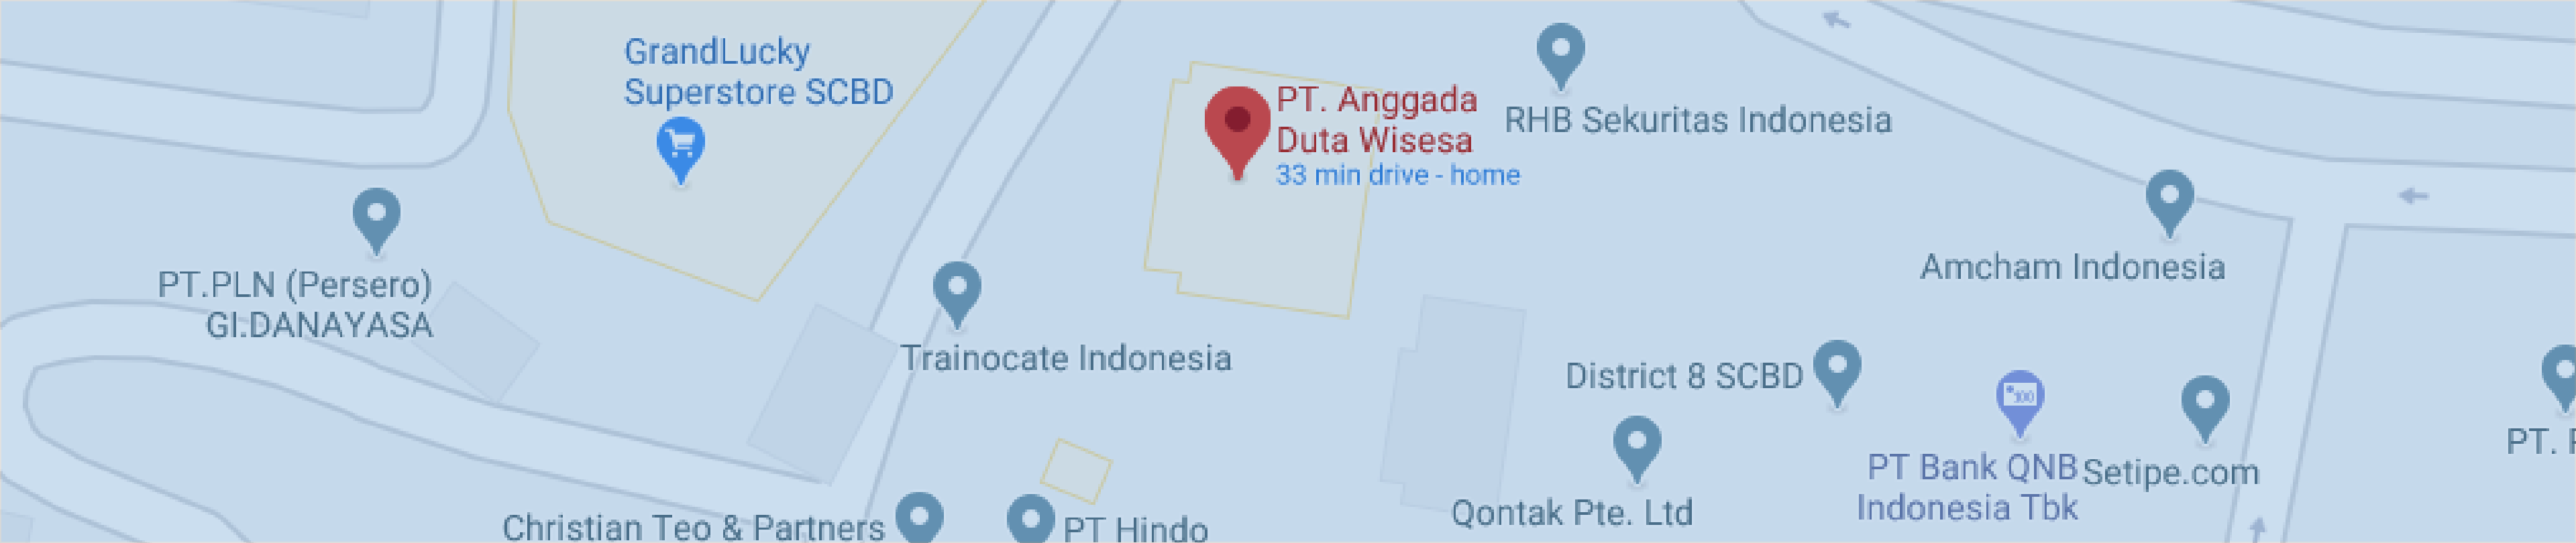 GrandLucky
Superstore SCBD
PT. Anggada
Duta Wisesa
33 min drive - home
RHB Sekuritas Indonesia
PT.PLN (Persero)
GI.DANAYASA
Amcham Indonesia
Trainocate Indonesia
District 8 SCBD
PT Bank QNB
Indonesia Tbk
Setipe.com
PT.
Qontak Pte. Ltd
Christian Teo & Partners
PT Hindo